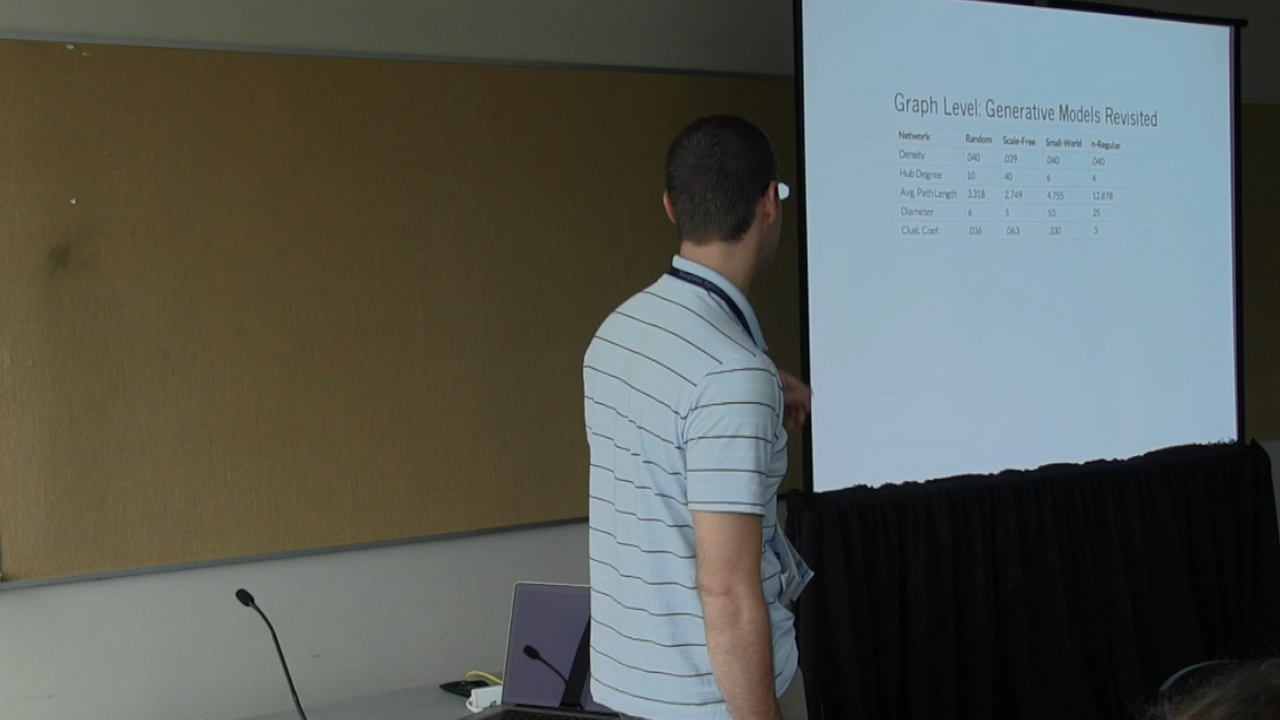 Graph Level: Generative Models Revisited
Network Random Scale-Free Small-World n-Regular
Density .040 .039 .040 .040
Hub Degree 10 40 6 4
Avg. Path Length 3.318 2.749 4.755 12.878
Diameter 6 5 10 25
Clust. Coef. .036 .063 .330 .5